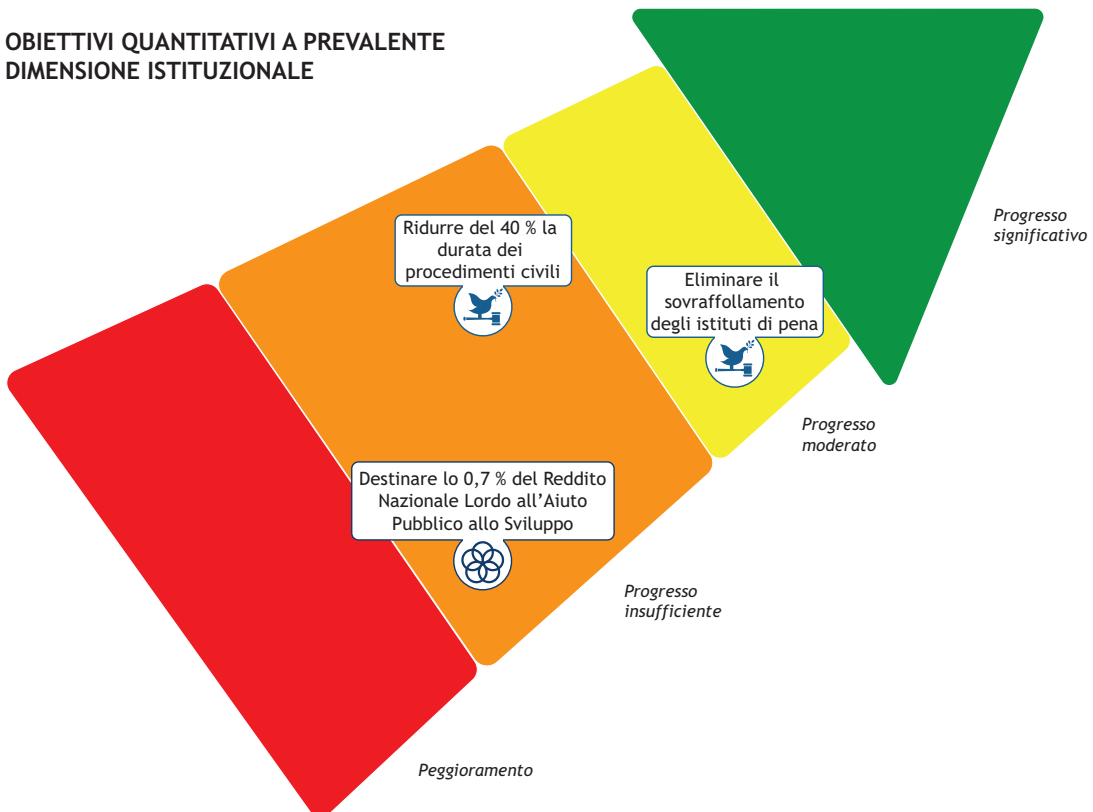 OBIETTIVI QUANTITATIVI A PREVALENTE
DIMENSIONE ISTITUZIONALE
Progresso
significativo
Ridurre del 40 % la
durata dei
procedimenti civili
Eliminare il
sovraffollamento
degli istituti di pena
Progresso
moderato
Destinare lo 0,7 % del Reddito
Nazionale Lordo all'Aiuto
Pubblico allo Sviluppo
Progresso
insufficiente
Peggioramento